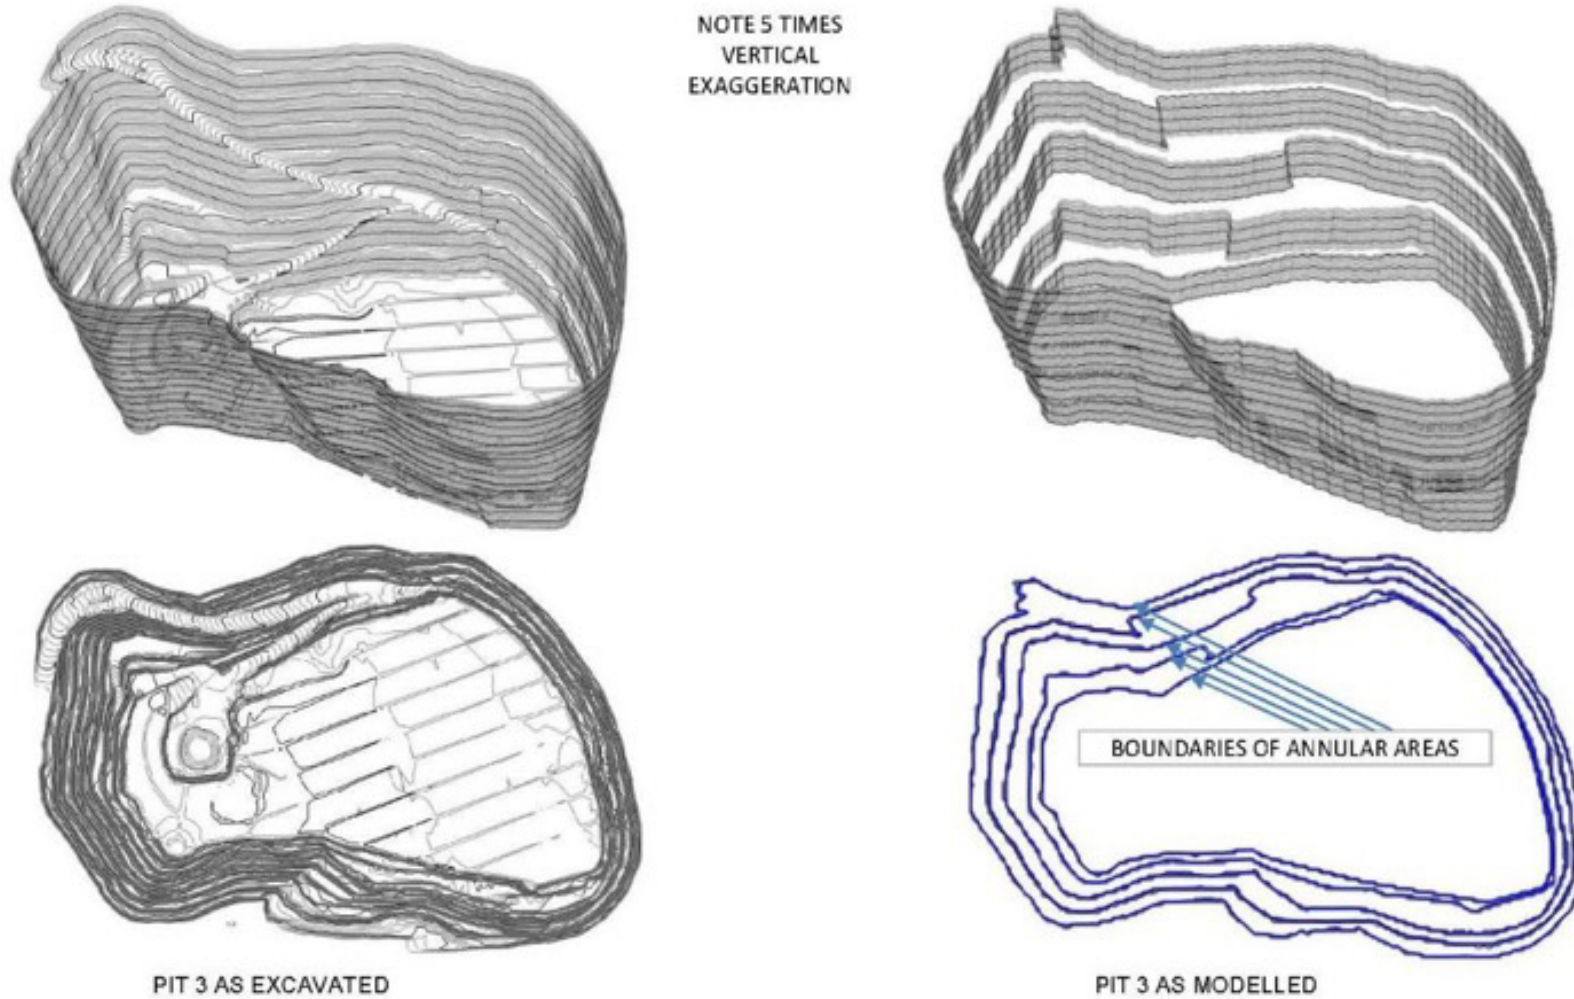 NOTE 5 TIMES
VERTICAL
EXAGGERATION
BOUNDARIES OF ANNULAR AREAS
PIT 3 AS EXCAVATED
PIT 3 AS MODELLED